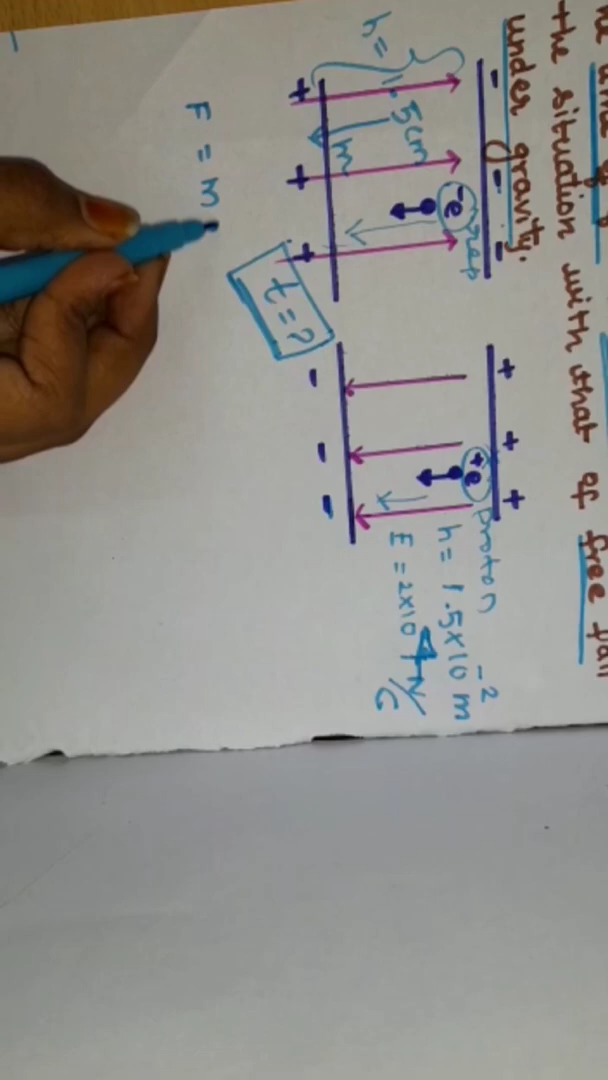 the situation with that of free fall
under gravity.
- - -
-e
h = 1.5cm
m
+ + +
t = ?
+ + +
+e proton
h = 1.5×10⁻² m
E = 2×10⁴ N/C
- - -
F = m